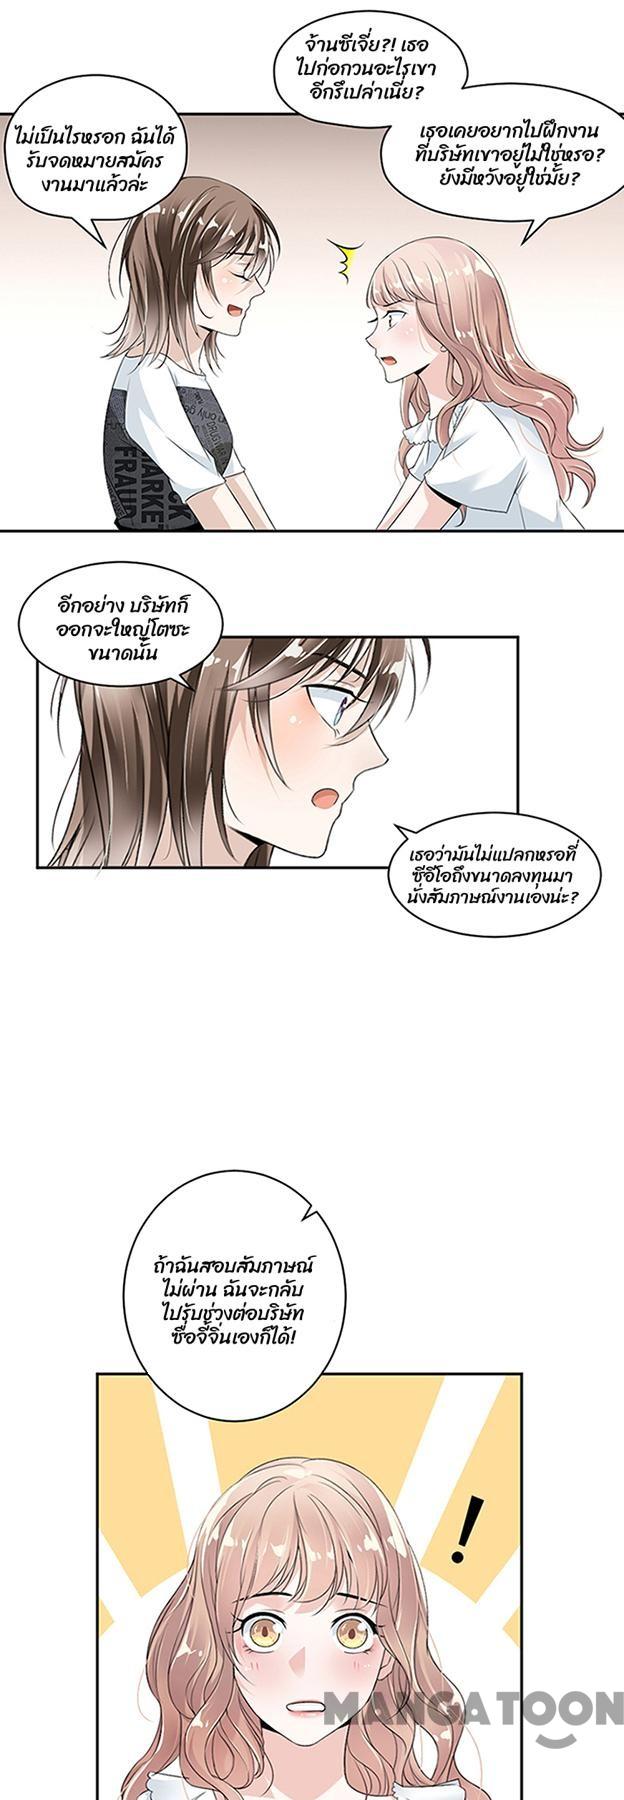 จ้านซีเจี่ย?! เธอ
ไปก่อกวนอะไรเขา
อีกรึเปล่าเนี่ย?
ไม่เป็นไรหรอก ฉันได้
รับจดหมายสมัคร
งานมาแล้วล่ะ
เธอเคยอยากไปฝึกงาน
ที่บริษัทเขาอยู่ไม่ใช่หรอ?
ยังมีหวังอยู่ใช่มั้ย?
MARKET
FRAUD
อีกอย่าง บริษัทก็
ออกจะใหญ่โตซะ
ขนาดนั้น
เธอว่ามันไม่แปลกหรอที่
ซีอีโอถึงขนาดลงทุนมา
นั่งสัมภาษณ์งานเองน่ะ?
ถ้าฉันสอบสัมภาษณ์
ไม่ผ่าน ฉันจะกลับ
ไปรับช่วงต่อบริษัท
ซื่อจี้จิ่นเองก็ได้!
!
MANGATOON